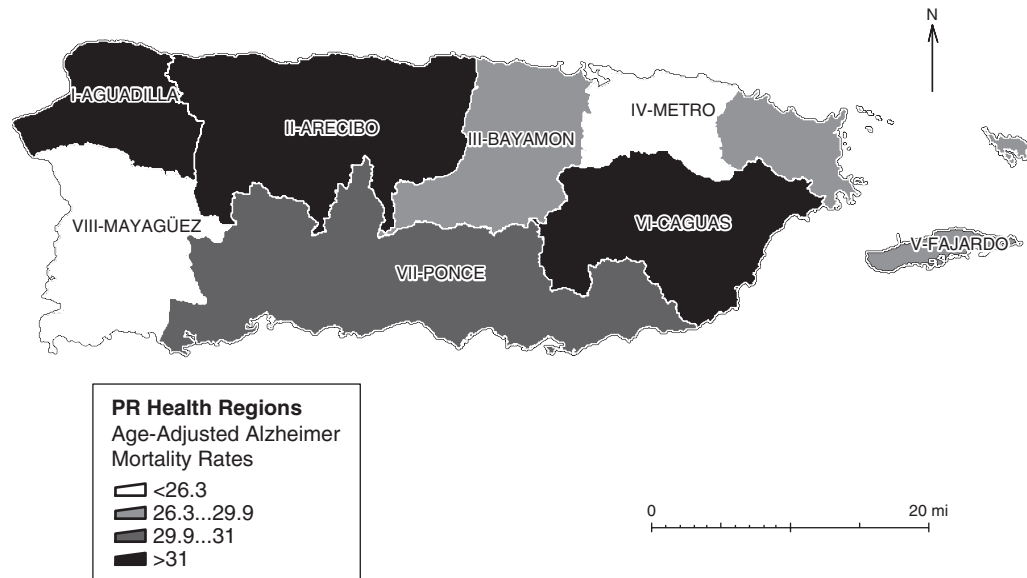 N
I-AGUADILLA
II-ARECIBO
III-BAYAMON
IV-METRO
VIII-MAYAGÜEZ
VI-CAGUAS
V-FAJARDO
VII-PONCE
PR Health Regions
Age-Adjusted Alzheimer
Mortality Rates
<26.3
26.3...29.9
29.9...31
>31
0 20 mi